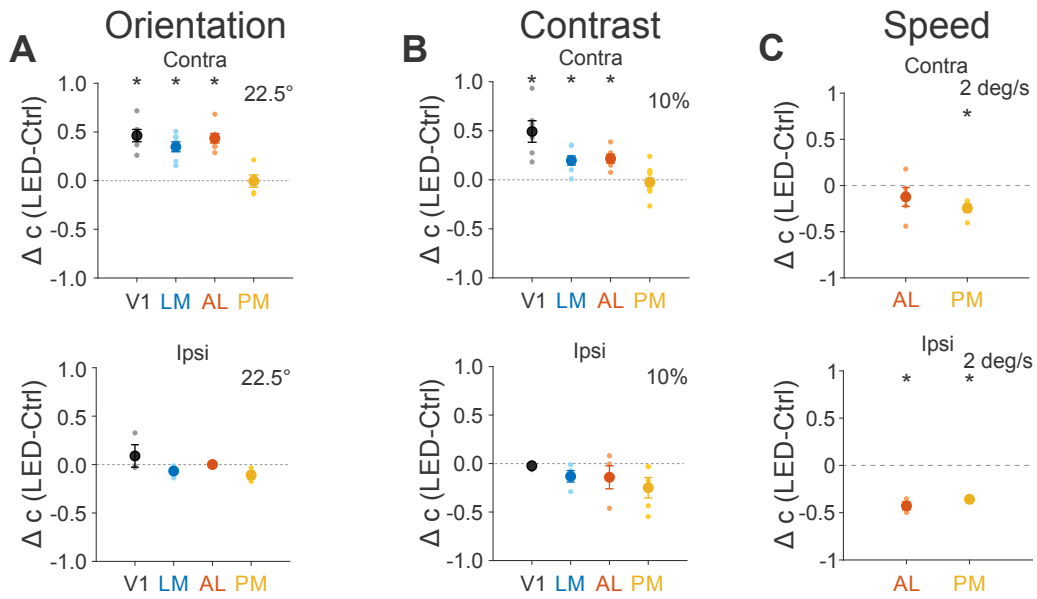 A Orientation
Contra
22.5°
* * *
1.0
0.5
0.0
-0.5
-1.0
Δ c (LED-Ctrl)
V1 LM AL PM
Ipsi
22.5°
1.0
0.5
0.0
-0.5
-1.0
Δ c (LED-Ctrl)
V1 LM AL PM
B Contrast
Contra
10%
* * *
1.0
0.5
0.0
-0.5
-1.0
Δ c (LED-Ctrl)
V1 LM AL PM
Ipsi
10%
1.0
0.5
0.0
-0.5
-1.0
Δ c (LED-Ctrl)
V1 LM AL PM
C Speed
Contra
2 deg/s
*
1
0.5
0
-0.5
-1
Δ c (LED-Ctrl)
AL PM
Ipsi
2 deg/s
* *
1
0.5
0
-0.5
-1
Δ c (LED-Ctrl)
AL PM